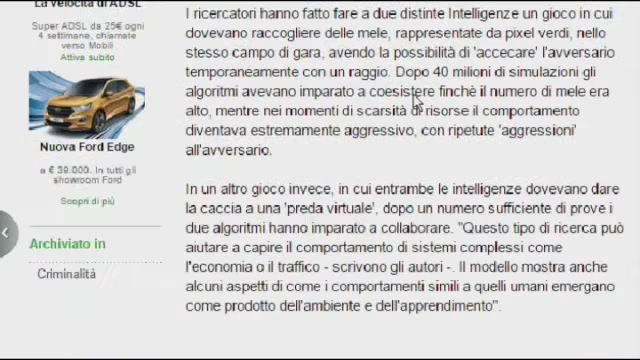 La velocità di ADSL
Super ADSL da 25€ ogni
4 settimane, chiamate
verso Mobili
Attiva subito
Nuova Ford Edge
a € 39.000. In tutti gli
showroom Ford
Scopri di più
Archiviato in
Criminalità
I ricercatori hanno fatto fare a due distinte Intelligenze un gioco in cui
dovevano raccogliere delle mele, rappresentate da pixel verdi, nello
stesso campo di gara, avendo la possibilità di 'accecare' l'avversario
temporaneamente con un raggio. Dopo 40 milioni di simulazioni gli
algoritmi avevano imparato a coesistere finchè il numero di mele era
alto, mentre nei momenti di scarsità di risorse il comportamento
diventava estremamente aggressivo, con ripetute 'aggressioni'
all'avversario.
In un altro gioco invece, in cui entrambe le intelligenze dovevano dare
la caccia a una 'preda virtuale', dopo un numero sufficiente di prove i
due algoritmi hanno imparato a collaborare. "Questo tipo di ricerca può
aiutare a capire il comportamento di sistemi complessi come
l'economia o il traffico - scrivono gli autori -. Il modello mostra anche
alcuni aspetti di come i comportamenti simili a quelli umani emergano
come prodotto dell'ambiente e dell'apprendimento".